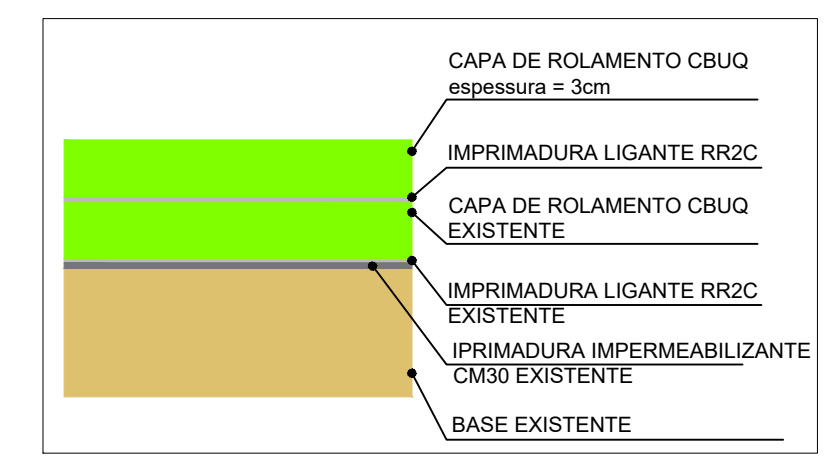 CAPA DE ROLAMENTO CBUQ
espessura = 3cm
IMPRIMADURA LIGANTE RR2C
CAPA DE ROLAMENTO CBUQ
EXISTENTE
IMPRIMADURA LIGANTE RR2C
EXISTENTE
IPRIMADURA IMPERMEABILIZANTE
CM30 EXISTENTE
BASE EXISTENTE